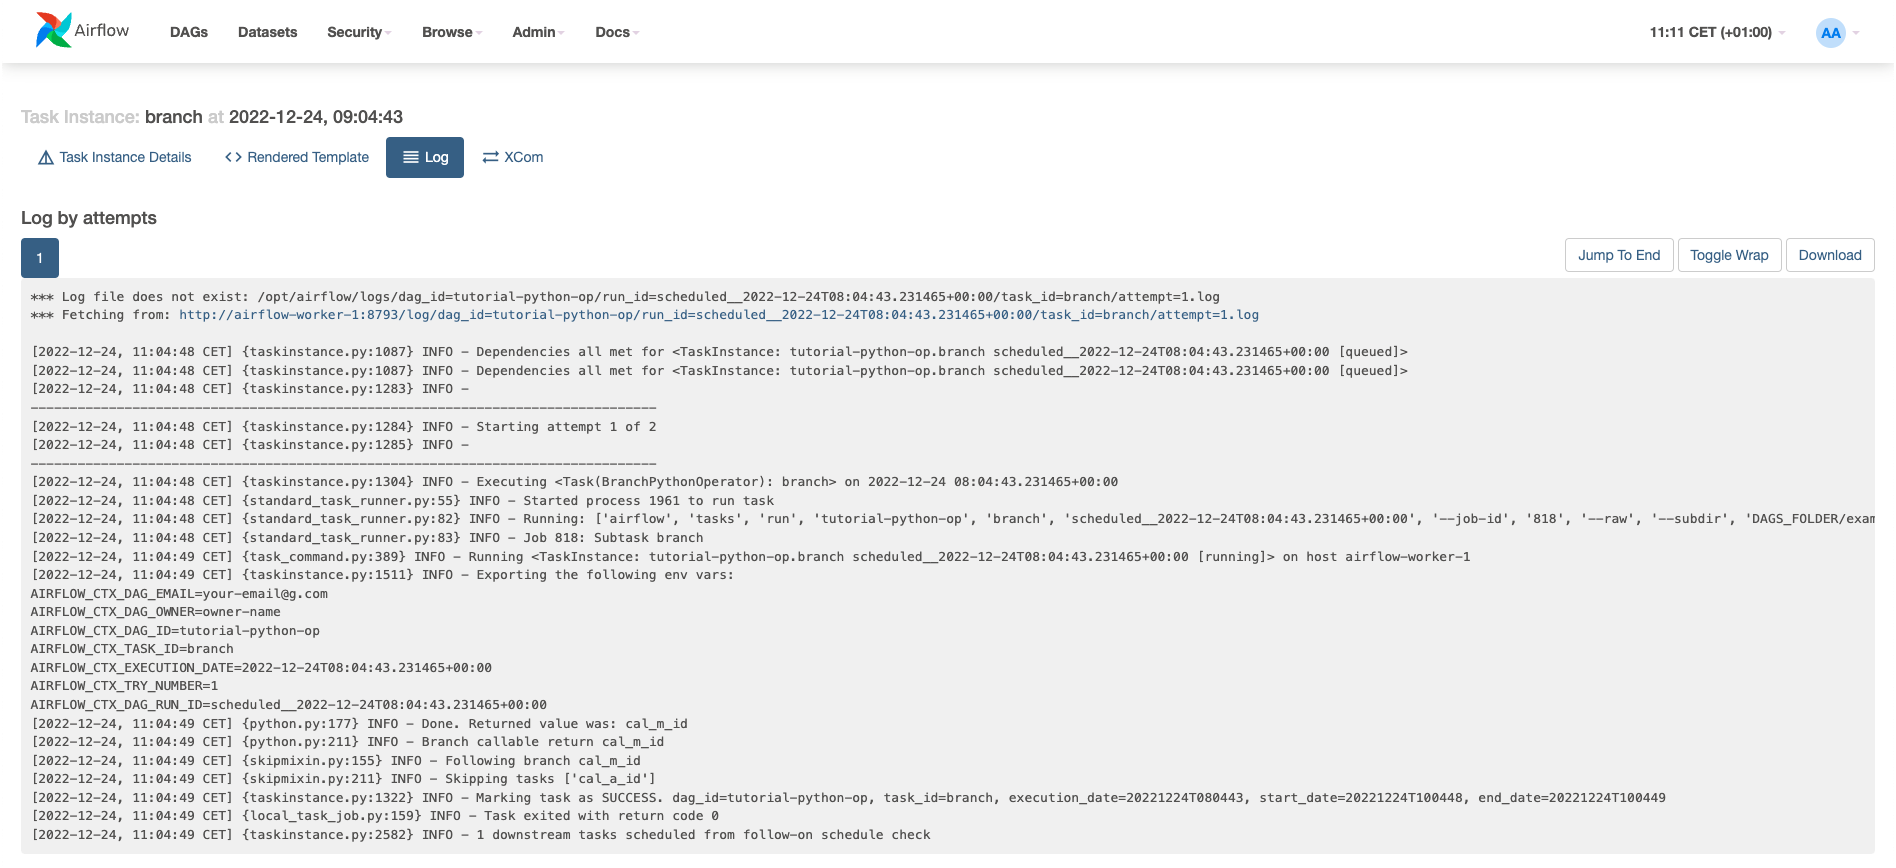 Airflow DAGs Datasets Security Browse Admin Docs 11:11 CET (+01:00) AA
Task Instance: branch at 2022-12-24, 09:04:43
Task Instance Details <> Rendered Template Log XCom
Log by attempts
1 Jump To End Toggle Wrap Download
*** Log file does not exist: /opt/airflow/logs/dag_id=tutorial-python-op/run_id=scheduled__2022-12-24T08:04:43.231465+00:00/task_id=branch/attempt=1.log
*** Fetching from: http://airflow-worker-1:8793/log/dag_id=tutorial-python-op/run_id=scheduled__2022-12-24T08:04:43.231465+00:00/task_id=branch/attempt=1.log
[2022-12-24, 11:04:48 CET] {taskinstance.py:1087} INFO - Dependencies all met for <TaskInstance: tutorial-python-op.branch scheduled__2022-12-24T08:04:43.231465+00:00 [queued]>
[2022-12-24, 11:04:48 CET] {taskinstance.py:1087} INFO - Dependencies all met for <TaskInstance: tutorial-python-op.branch scheduled__2022-12-24T08:04:43.231465+00:00 [queued]>
[2022-12-24, 11:04:48 CET] {taskinstance.py:1283} INFO -
--------------------------------------------------------------------------------
[2022-12-24, 11:04:48 CET] {taskinstance.py:1284} INFO - Starting attempt 1 of 2
[2022-12-24, 11:04:48 CET] {taskinstance.py:1285} INFO -
--------------------------------------------------------------------------------
[2022-12-24, 11:04:48 CET] {taskinstance.py:1304} INFO - Executing <Task(BranchPythonOperator): branch> on 2022-12-24 08:04:43.231465+00:00
[2022-12-24, 11:04:48 CET] {standard_task_runner.py:55} INFO - Started process 1961 to run task
[2022-12-24, 11:04:48 CET] {standard_task_runner.py:82} INFO - Running: ['airflow', 'tasks', 'run', 'tutorial-python-op', 'branch', 'scheduled__2022-12-24T08:04:43.231465+00:00', '--job-id', '818', '--raw', '--subdir', 'DAGS_FOLDER/exam
[2022-12-24, 11:04:48 CET] {standard_task_runner.py:83} INFO - Job 818: Subtask branch
[2022-12-24, 11:04:49 CET] {task_command.py:389} INFO - Running <TaskInstance: tutorial-python-op.branch scheduled__2022-12-24T08:04:43.231465+00:00 [running]> on host airflow-worker-1
[2022-12-24, 11:04:49 CET] {taskinstance.py:1511} INFO - Exporting the following env vars:
AIRFLOW_CTX_DAG_EMAIL=your-email@g.com
AIRFLOW_CTX_DAG_OWNER=owner-name
AIRFLOW_CTX_DAG_ID=tutorial-python-op
AIRFLOW_CTX_TASK_ID=branch
AIRFLOW_CTX_EXECUTION_DATE=2022-12-24T08:04:43.231465+00:00
AIRFLOW_CTX_TRY_NUMBER=1
AIRFLOW_CTX_DAG_RUN_ID=scheduled__2022-12-24T08:04:43.231465+00:00
[2022-12-24, 11:04:49 CET] {python.py:177} INFO - Done. Returned value was: cal_m_id
[2022-12-24, 11:04:49 CET] {python.py:211} INFO - Branch callable return cal_m_id
[2022-12-24, 11:04:49 CET] {skipmixin.py:155} INFO - Following branch cal_m_id
[2022-12-24, 11:04:49 CET] {skipmixin.py:211} INFO - Skipping tasks ['cal_a_id']
[2022-12-24, 11:04:49 CET] {taskinstance.py:1322} INFO - Marking task as SUCCESS. dag_id=tutorial-python-op, task_id=branch, execution_date=20221224T080443, start_date=20221224T100448, end_date=20221224T100449
[2022-12-24, 11:04:49 CET] {local_task_job.py:159} INFO - Task exited with return code 0
[2022-12-24, 11:04:49 CET] {taskinstance.py:2582} INFO - 1 downstream tasks scheduled from follow-on schedule check